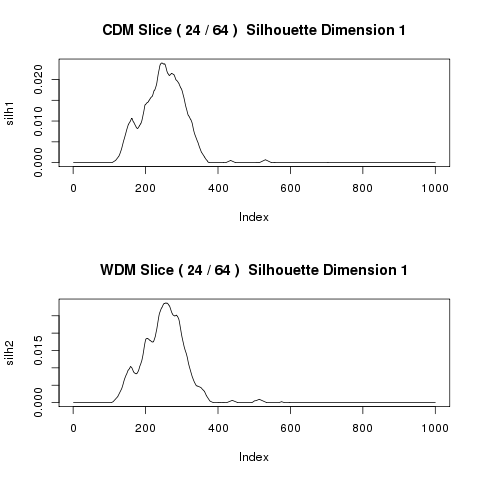 CDM Slice ( 24 / 64 )  Silhouette Dimension 1
silh1
0.020
0.010
0.000
0 200 400 600 800 1000
Index
WDM Slice ( 24 / 64 )  Silhouette Dimension 1
silh2
0.015
0.000
0 200 400 600 800 1000
Index